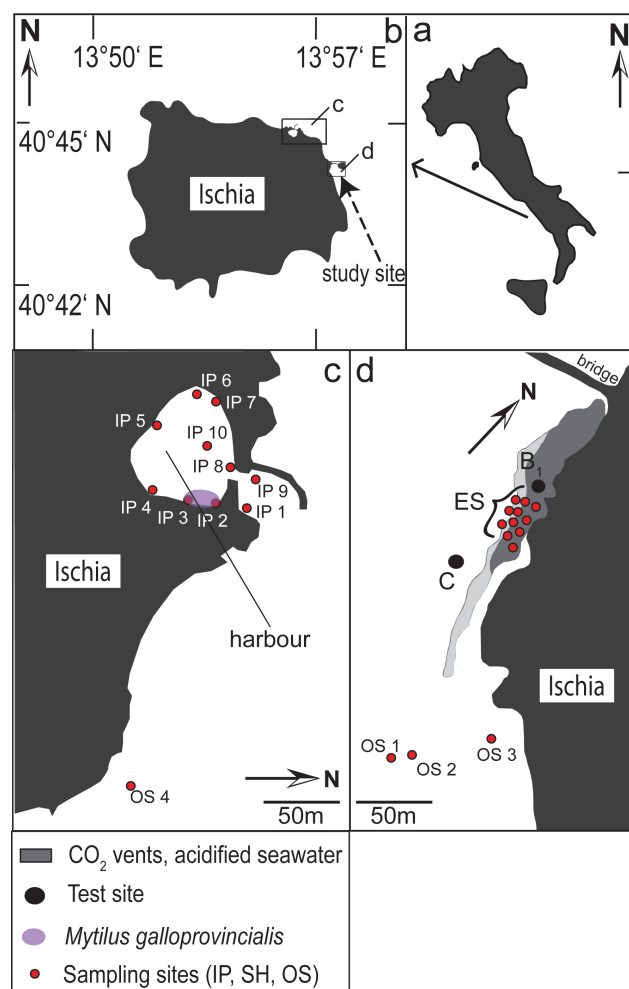 N
13°50‘ E
13°57‘ E
b
a
N
c
40°45‘ N
d
Ischia
study site
40°42‘ N
c
d
bridge
IP 6
IP 7
IP 5
IP 10
IP 8
IP 9
IP 4
IP 3
IP 2
IP 1
N
B1
ES
C
Ischia
harbour
Ischia
OS 1
OS 2
OS 3
OS 4
N
50m
50m
CO2 vents, acidified seawater
Test site
Mytilus galloprovincialis
Sampling sites (IP, SH, OS)